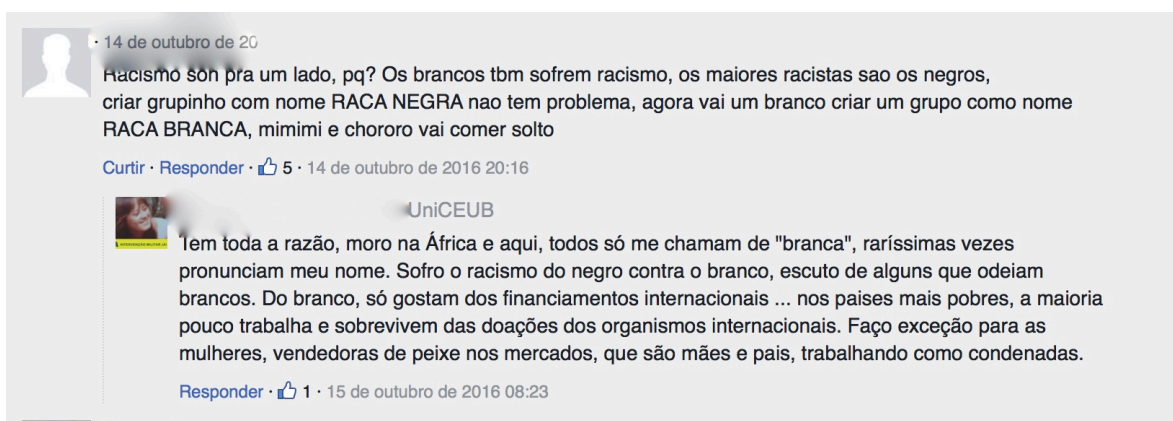 · 14 de outubro de 20
Racismo soh pra um lado, pq? Os brancos tbm sofrem racismo, os maiores racistas sao os negros,
criar grupinho com nome RACA NEGRA nao tem problema, agora vai um branco criar um grupo como nome
RACA BRANCA, mimimi e chororo vai comer solto
Curtir · Responder · 5 · 14 de outubro de 2016 20:16
UniCEUB
Tem toda a razão, moro na África e aqui, todos só me chamam de "branca", raríssimas vezes
pronunciam meu nome. Sofro o racismo do negro contra o branco, escuto de alguns que odeiam
brancos. Do branco, só gostam dos financiamentos internacionais ... nos paises mais pobres, a maioria
pouco trabalha e sobrevivem das doações dos organismos internacionais. Faço exceção para as
mulheres, vendedoras de peixe nos mercados, que são mães e pais, trabalhando como condenadas.
Responder · 1 · 15 de outubro de 2016 08:23